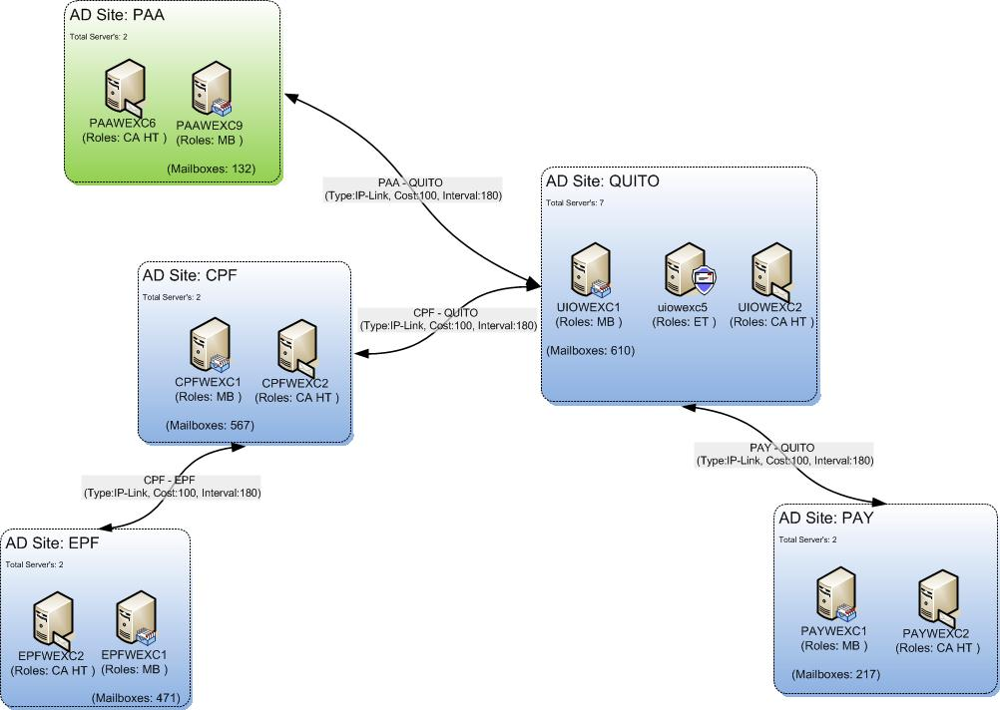 AD Site: PAA
Total Server's: 2
PAAWEXC6
(Roles: CA HT )
PAAWEXC9
(Roles: MB )
(Mailboxes: 132)
PAA - QUITO
(Type:IP-Link, Cost:100, Interval:180)
AD Site: QUITO
Total Server's: 7
UIOWEXC1
(Roles: MB )
uiowexc5
(Roles: ET )
UIOWEXC2
(Roles: CA HT )
(Mailboxes: 610)
AD Site: CPF
Total Server's: 2
CPFWEXC1
(Roles: MB )
CPFWEXC2
(Roles: CA HT )
(Mailboxes: 567)
CPF - QUITO
(Type:IP-Link, Cost:100, Interval:180)
CPF - EPF
(Type:IP-Link, Cost:100, Interval:180)
PAY - QUITO
(Type:IP-Link, Cost:100, Interval:180)
AD Site: EPF
Total Server's: 2
EPFWEXC2
(Roles: CA HT )
EPFWEXC1
(Roles: MB )
(Mailboxes: 471)
AD Site: PAY
Total Server's: 2
PAYWEXC1
(Roles: MB )
PAYWEXC2
(Roles: CA HT )
(Mailboxes: 217)